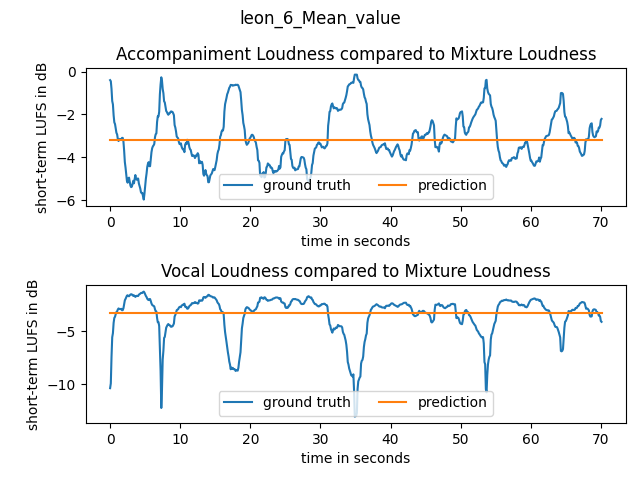 leon_6_Mean_value
Accompaniment Loudness compared to Mixture Loudness
short-term LUFS in dB
0
−2
−4
−6
ground truth
prediction
0 10 20 30 40 50 60 70
time in seconds
Vocal Loudness compared to Mixture Loudness
short-term LUFS in dB
−5
−10
ground truth
prediction
0 10 20 30 40 50 60 70
time in seconds